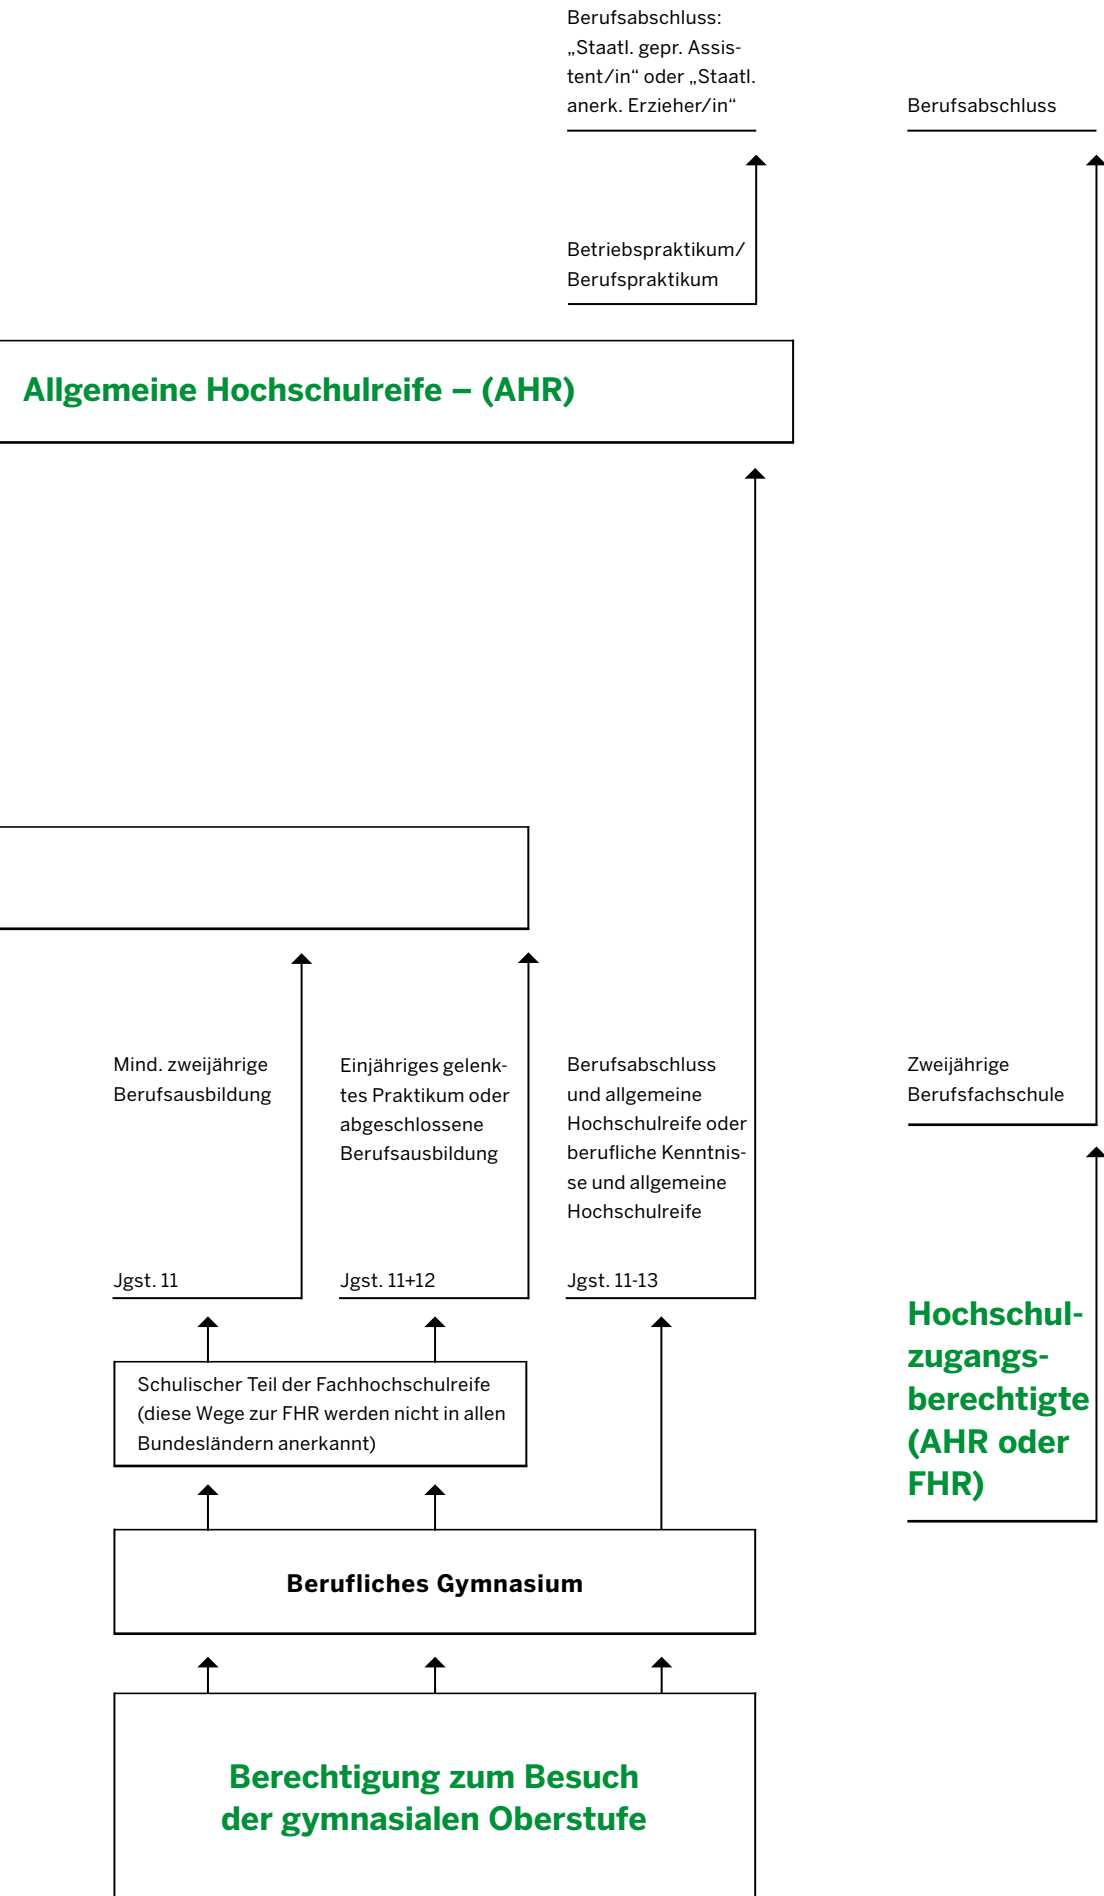 Berufsabschluss:
„Staatl. gepr. Assis-
tent/in“ oder „Staatl.
anerk. Erzieher/in“
Berufsabschluss
Betriebspraktikum/
Berufspraktikum
Allgemeine Hochschulreife – (AHR)
Mind. zweijährige
Berufsausbildung
Jgst. 11
Einjähriges gelenk-
tes Praktikum oder
abgeschlossene
Berufsausbildung
Jgst. 11+12
Berufsabschluss
und allgemeine
Hochschulreife oder
berufliche Kenntnis-
se und allgemeine
Hochschulreife
Jgst. 11-13
Zweijährige
Berufsfachschule
Hochschul-
zugangs-
berechtigte
(AHR oder
FHR)
Schulischer Teil der Fachhochschulreife
(diese Wege zur FHR werden nicht in allen
Bundesländern anerkannt)
Berufliches Gymnasium
Berechtigung zum Besuch
der gymnasialen Oberstufe